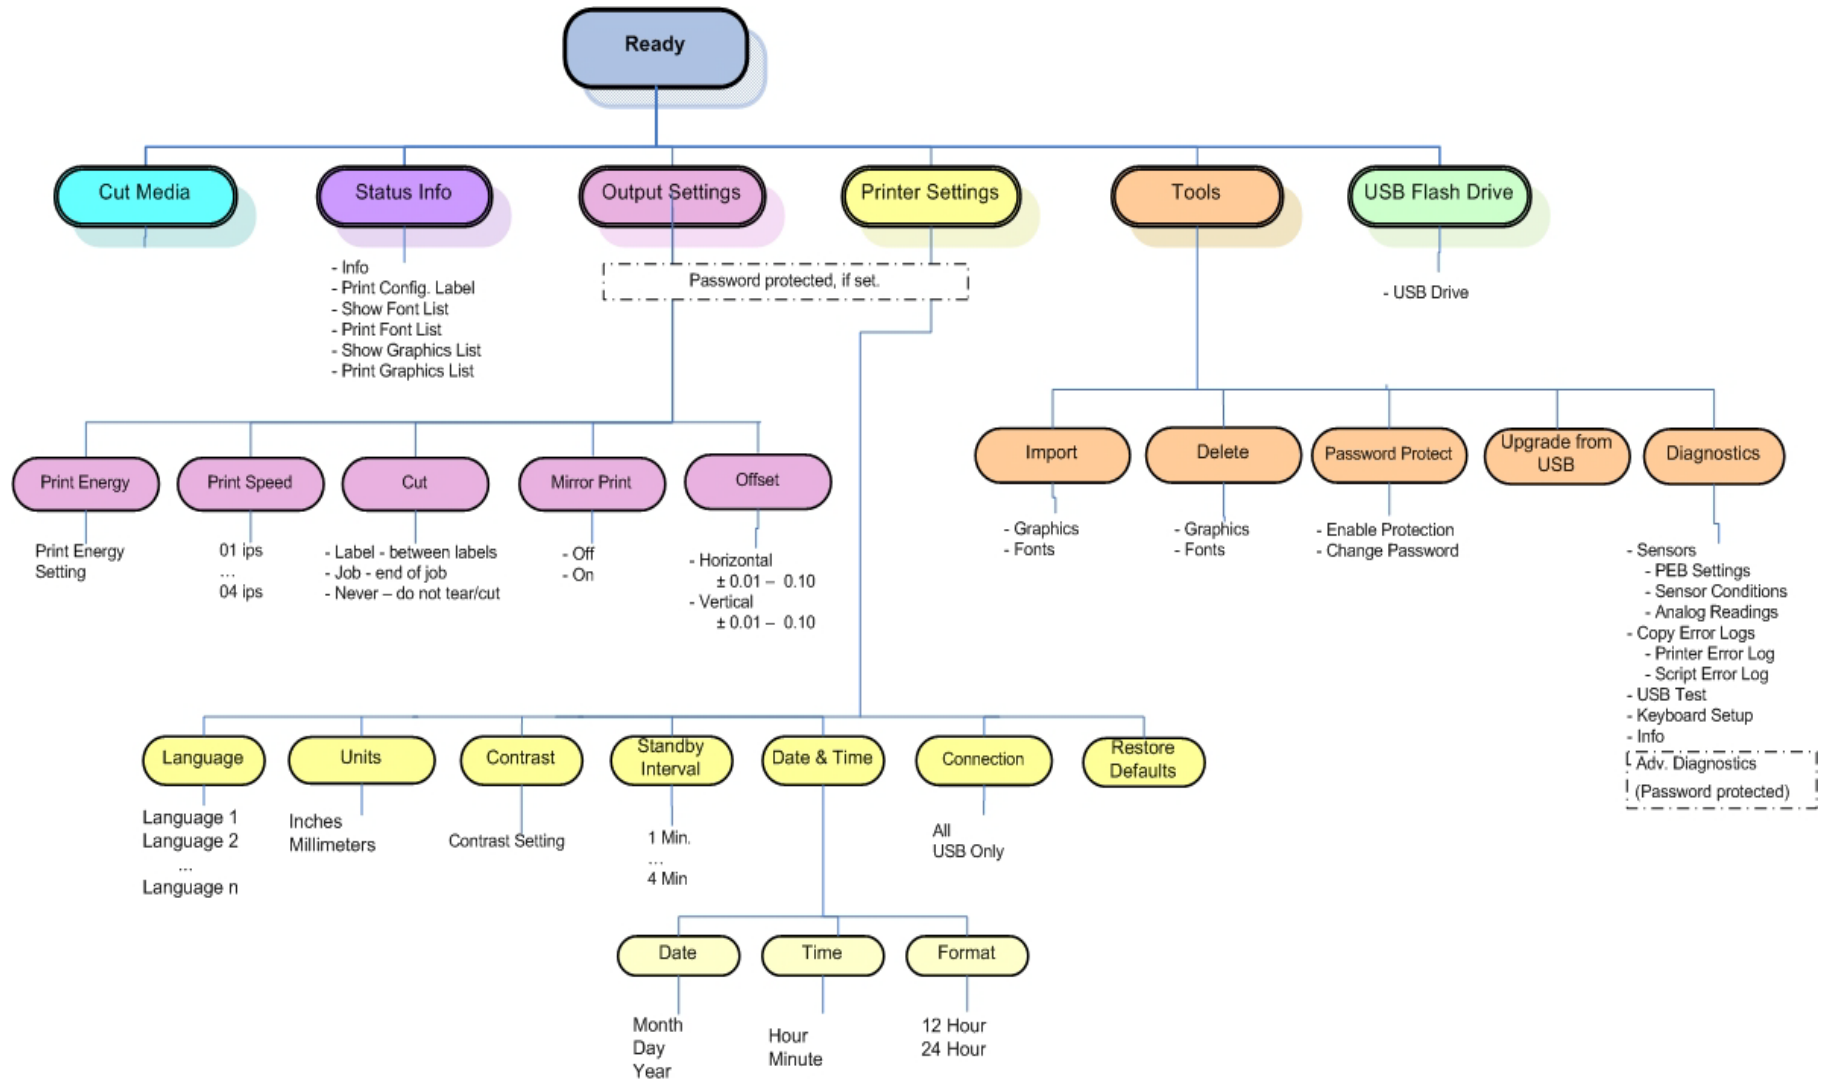 Ready
Cut Media
Status Info
Output Settings
Printer Settings
Tools
USB Flash Drive
- Info
- Print Config. Label
- Show Font List
- Print Font List
- Show Graphics List
- Print Graphics List
Password protected, if set.
- USB Drive
Print Energy
Print Speed
Cut
Mirror Print
Offset
Print Energy
Setting
01 ips
...
04 ips
- Label - between labels
- Job - end of job
- Never – do not tear/cut
- Off
- On
- Horizontal
± 0.01 – 0.10
- Vertical
± 0.01 – 0.10
Import
Delete
Password Protect
Upgrade from
USB
Diagnostics
- Graphics
- Fonts
- Graphics
- Fonts
- Enable Protection
- Change Password
- Sensors
- PEB Settings
- Sensor Conditions
- Analog Readings
- Copy Error Logs
- Printer Error Log
- Script Error Log
- USB Test
- Keyboard Setup
- Info
- Adv. Diagnostics
(Password protected)
Language
Units
Contrast
Standby
Interval
Date & Time
Connection
Restore
Defaults
Language 1
Language 2
...
Language n
Inches
Millimeters
Contrast Setting
1 Min.
...
4 Min
All
USB Only
Date
Time
Format
Month
Day
Year
Hour
Minute
12 Hour
24 Hour